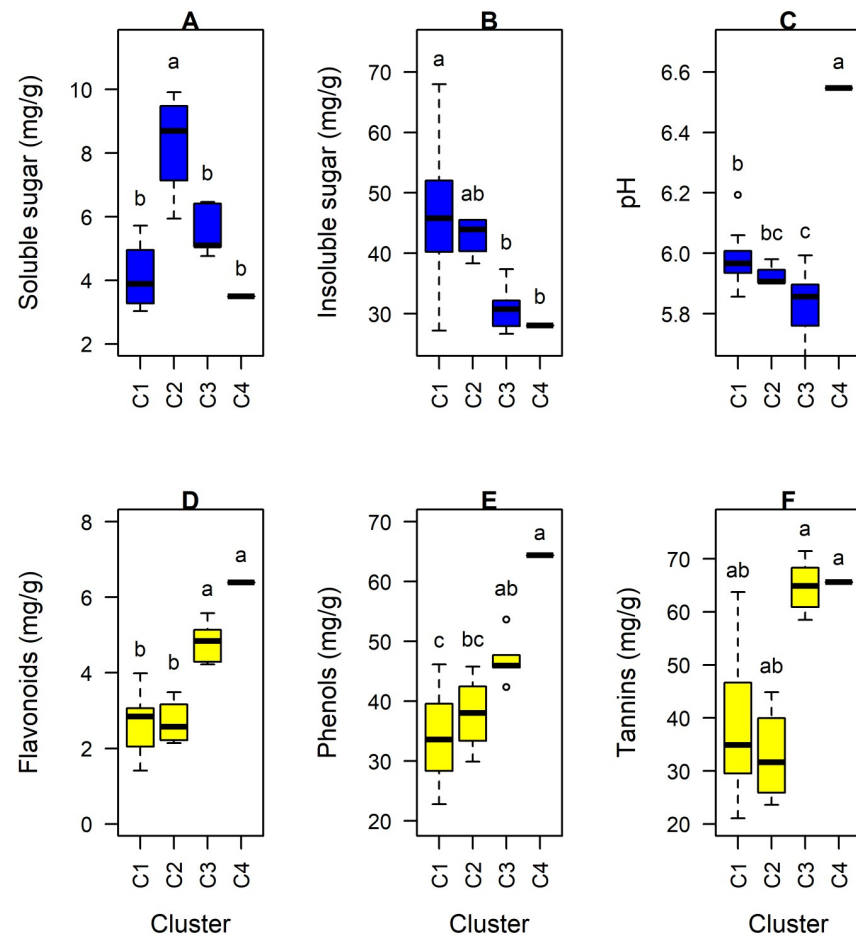 A
Soluble sugar (mg/g)
10
8
6
4
2
b
a
b
b
C1
C2
C3
C4
B
Insoluble sugar (mg/g)
70
60
50
40
30
a
ab
b
b
C1
C2
C3
C4
C
pH
6.6
6.4
6.2
6.0
5.8
b
bc
c
a
C1
C2
C3
C4
D
Flavonoids (mg/g)
8
6
4
2
0
b
b
a
a
C1
C2
C3
C4
Cluster
E
Phenols (mg/g)
70
60
50
40
30
20
c
bc
ab
a
C1
C2
C3
C4
Cluster
F
Tannins (mg/g)
70
60
50
40
30
20
ab
ab
a
a
C1
C2
C3
C4
Cluster